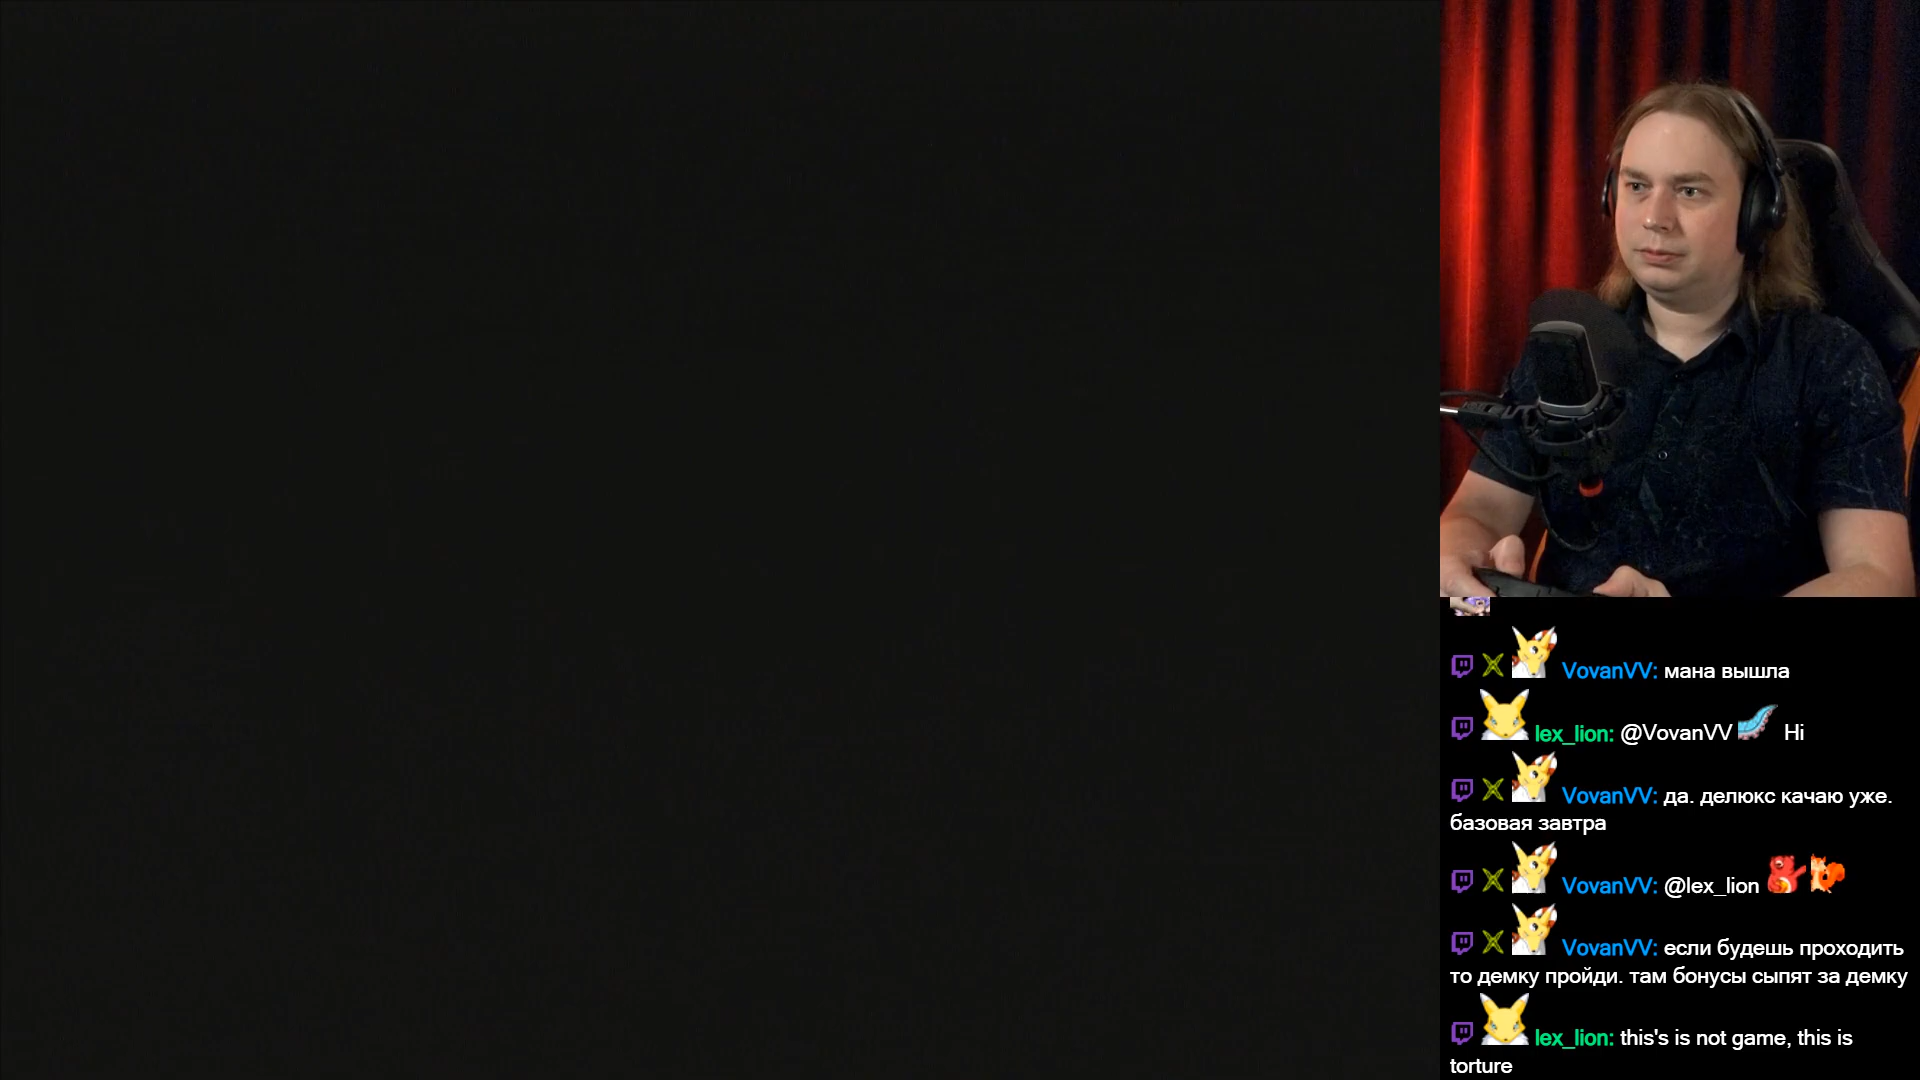 VovanVV: мана вышла
lex_lion: @VovanVV Hi
VovanVV: да. делюкс качаю уже.
базовая завтра
VovanVV: @lex_lion
VovanVV: если будешь проходить
то демку пройди. там бонусы сыпят за демку
lex_lion: this's is not game, this is
torture